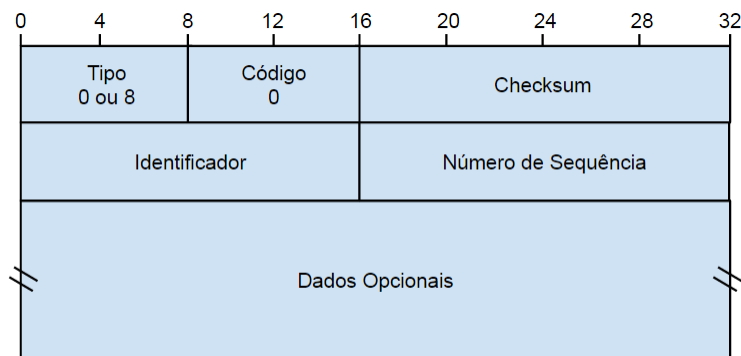 0 4 8 12 16 20 24 28 32
Tipo
0 ou 8
Código
0
Checksum
Identificador
Número de Sequência
Dados Opcionais